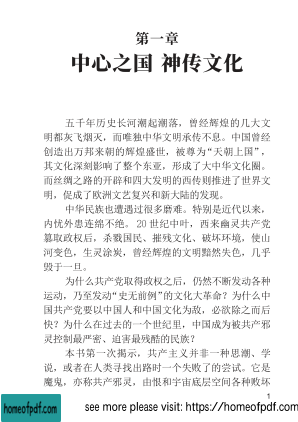 第一章
中心之国 神传文化
五千年历史长河潮起潮落，曾经辉煌的几大文
明都灰飞烟灭，而唯独中华文明承传不息。中国曾经
创造出万邦来朝的辉煌盛世，被尊为“天朝上国”，
其文化深刻影响了整个东亚，形成了大中华文化圈。
而丝绸之路的开辟和四大发明的西传则推进了世界文
明，促成了欧洲文艺复兴和新大陆的发现。
中华民族也遭遇过很多磨难。特别是近代以来，
内忧外患连绵不绝。20 世纪中叶，西来幽灵共产党
篡取政权后，杀戮国民、摧残文化、破坏环境，使山
河变色，生灵涂炭，曾经辉煌的文明黯然失色，几乎
毁于一旦。
为什么共产党取得政权之后，仍然不断发动各种
运动，乃至发动“史无前例”的文化大革命？为什么中
国共产党要以中国人和中国文化为敌，必欲除之而后
快？为什么在过去的一个世纪里，中国成为被共产邪
灵控制最严密、迫害最残酷的民族？
本书第一次揭示，共产主义并非一种思潮、学
说，或者在人类寻找出路时一个失败了的尝试。它是
魔鬼，亦称共产邪灵，由恨和宇宙底层空间各种败坏
1
homeofpdf.com
see more please visit: https://homeofpdf.com